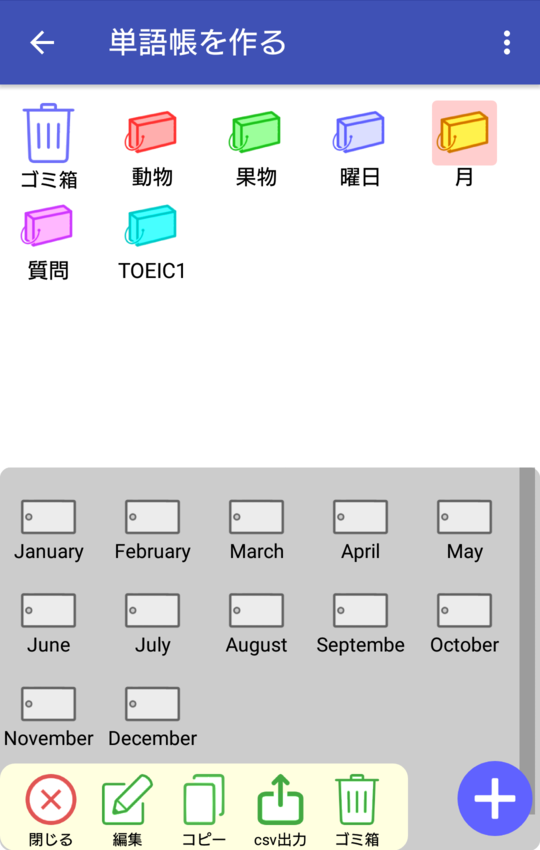 単語帳を作る
ゴミ箱 動物 果物 曜日 月
質問 TOEIC1
January February March April May
June July August Septembe October
November December
閉じる 編集 コピー csv出力 ゴミ箱